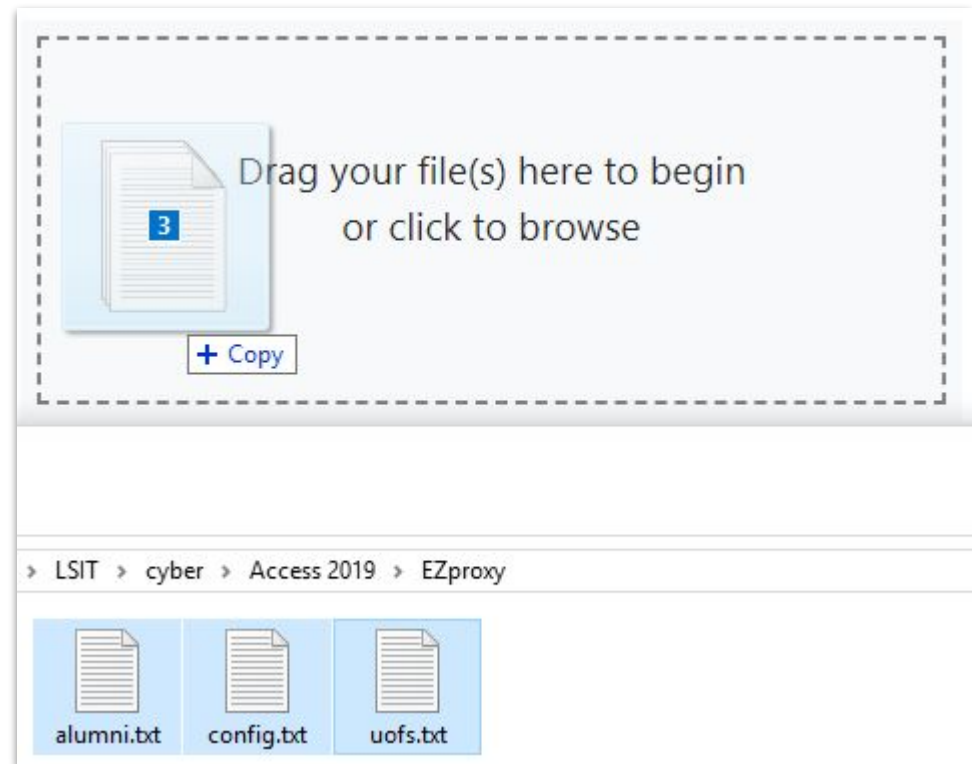 Drag your file(s) here to begin
or click to browse
3
+ Copy
> LSIT > cyber > Access 2019 > EZproxy
alumni.txt config.txt uofs.txt